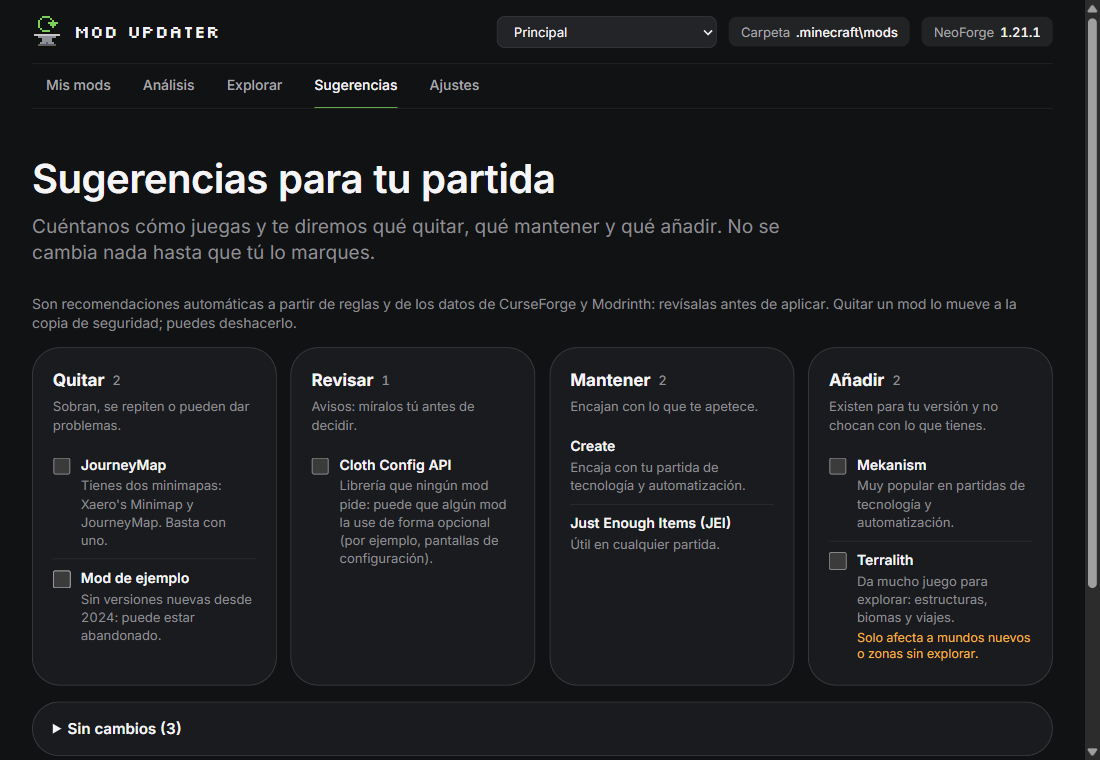 MOD UPDATER
Principal
Carpeta .minecraft\mods
NeoForge 1.21.1
Mis mods
Análisis
Explorar
Sugerencias
Ajustes
Sugerencias para tu partida
Cuéntanos cómo juegas y te diremos qué quitar, qué mantener y qué añadir. No se
cambia nada hasta que tú lo marques.
Son recomendaciones automáticas a partir de reglas y de los datos de CurseForge y Modrinth: revísalas antes de aplicar. Quitar un mod lo mueve a la
copia de seguridad; puedes deshacerlo.
Quitar 2
Sobran, se repiten o pueden dar
problemas.
JourneyMap
Tienes dos minimapas:
Xaero's Minimap y
JourneyMap. Basta con
uno.
Mod de ejemplo
Sin versiones nuevas desde
2024: puede estar
abandonado.
Revisar 1
Avisos: míralos tú antes de
decidir.
Cloth Config API
Librería que ningún mod
pide: puede que algún mod
la use de forma opcional
(por ejemplo, pantallas de
configuración).
Mantener 2
Encajan con lo que te apetece.
Create
Encaja con tu partida de
tecnología y automatización.
Just Enough Items (JEI)
Útil en cualquier partida.
Añadir 2
Existen para tu versión y no
chocan con lo que tienes.
Mekanism
Muy popular en partidas de
tecnología y
automatización.
Terralith
Da mucho juego para
explorar: estructuras,
biomas y viajes.
Solo afecta a mundos nuevos
o zonas sin explorar.
Sin cambios (3)